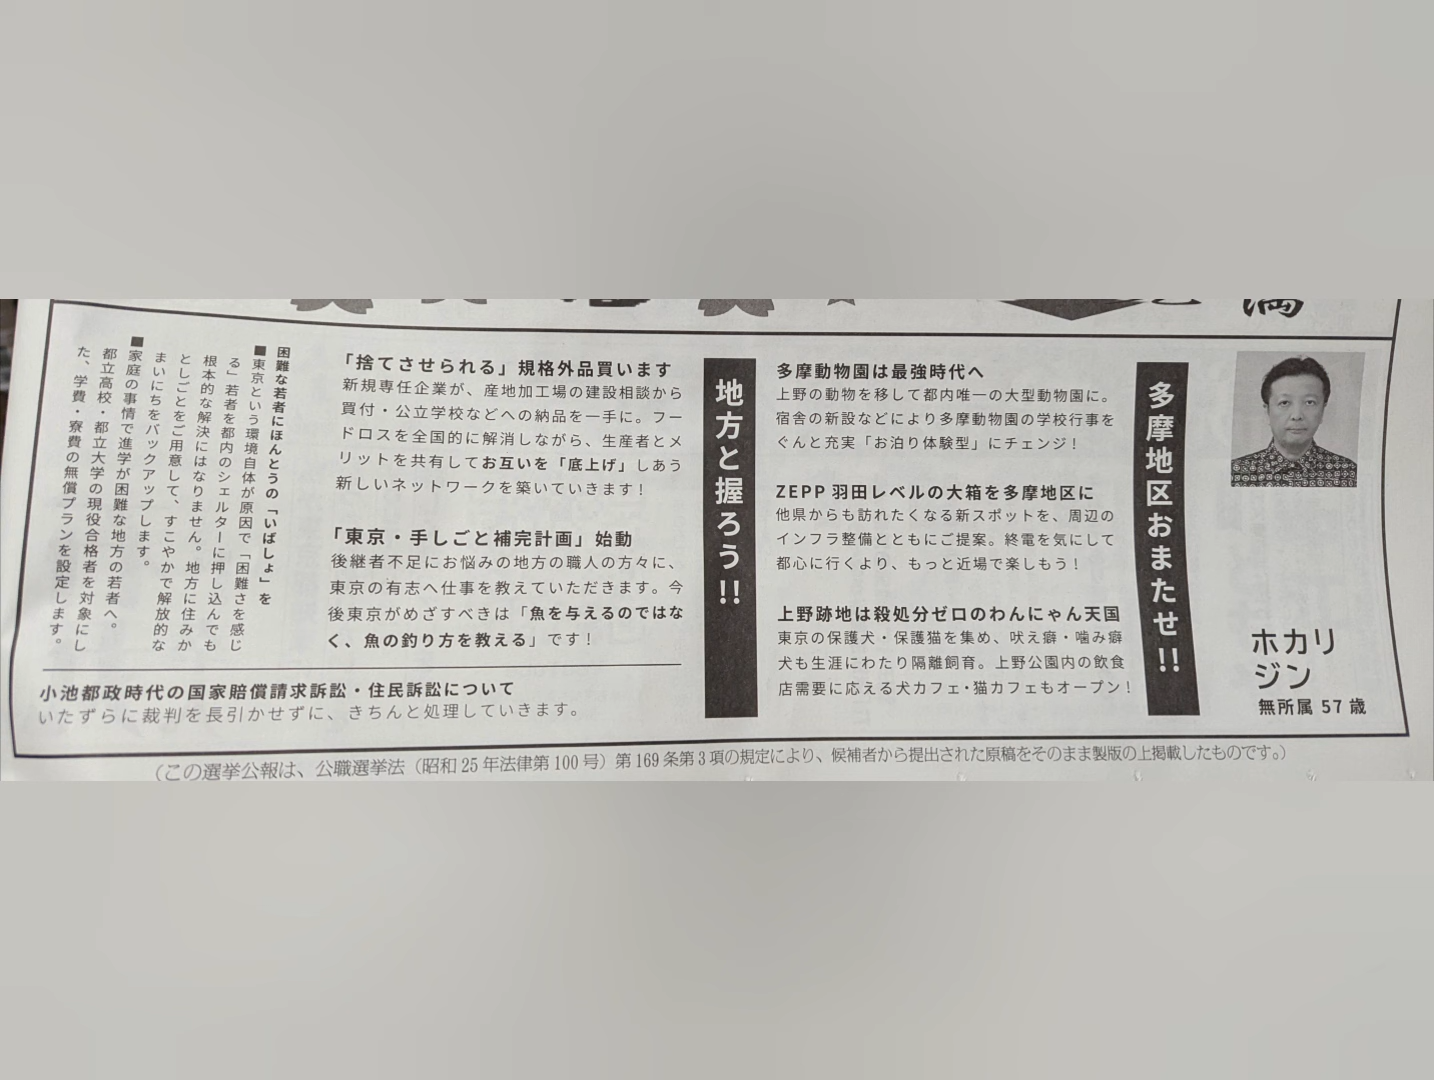 満
ホカリ
ジン
無所属 57 歳
多摩地区おまたせ!!
多摩動物園は最強時代へ
上野の動物を移して都内唯一の大型動物園に。
宿舎の新設などにより多摩動物園の学校行事を
ぐんと充実「お泊り体験型」にチェンジ！
ZEPP 羽田レベルの大箱を多摩地区に
他県からも訪れたくなる新スポットを、周辺の
インフラ整備とともにご提案。終電を気にして
都心に行くより、もっと近場で楽しもう！
上野跡地は殺処分ゼロのわんにゃん天国
東京の保護犬・保護猫を集め、吠え癖・噛み癖
犬も生涯にわたり隔離飼育。上野公園内の飲食
店需要に応える犬カフェ・猫カフェもオープン！
地方と握ろう!!
「捨てさせられる」規格外品買います
新規専任企業が、産地加工場の建設相談から
買付・公立学校などへの納品を一手に。フー
ドロスを全国的に解消しながら、生産者とメ
リットを共有してお互いを「底上げ」しあう
新しいネットワークを築いていきます！
「東京・手しごと補完計画」始動
後継者不足にお悩みの地方の職人の方々に、
東京の有志へ仕事を教えていただきます。今
後東京がめざすべきは「魚を与えるのではな
く、魚の釣り方を教える」です！
困難な若者にほんとうの「いばしょ」を
■東京という環境自体が原因で「困難さを感じ
る」若者を都内のシェルターに押し込んでも
根本的な解決にはなりません。地方に住みか
としごとをご用意して、すこやかで解放的な
まいにちをバックアップします。
■家庭の事情で進学が困難な地方の若者へ。
都立高校・都立大学の現役合格者を対象にし
た、学費・寮費の無償プランを設定します。
小池都政時代の国家賠償請求訴訟・住民訴訟について
いたずらに裁判を長引かせずに、きちんと処理していきます。
（この選挙公報は、公職選挙法（昭和 25 年法律第 100 号）第 169 条第 3 項の規定により、候補者から提出された原稿をそのまま製版の上掲載したものです。）